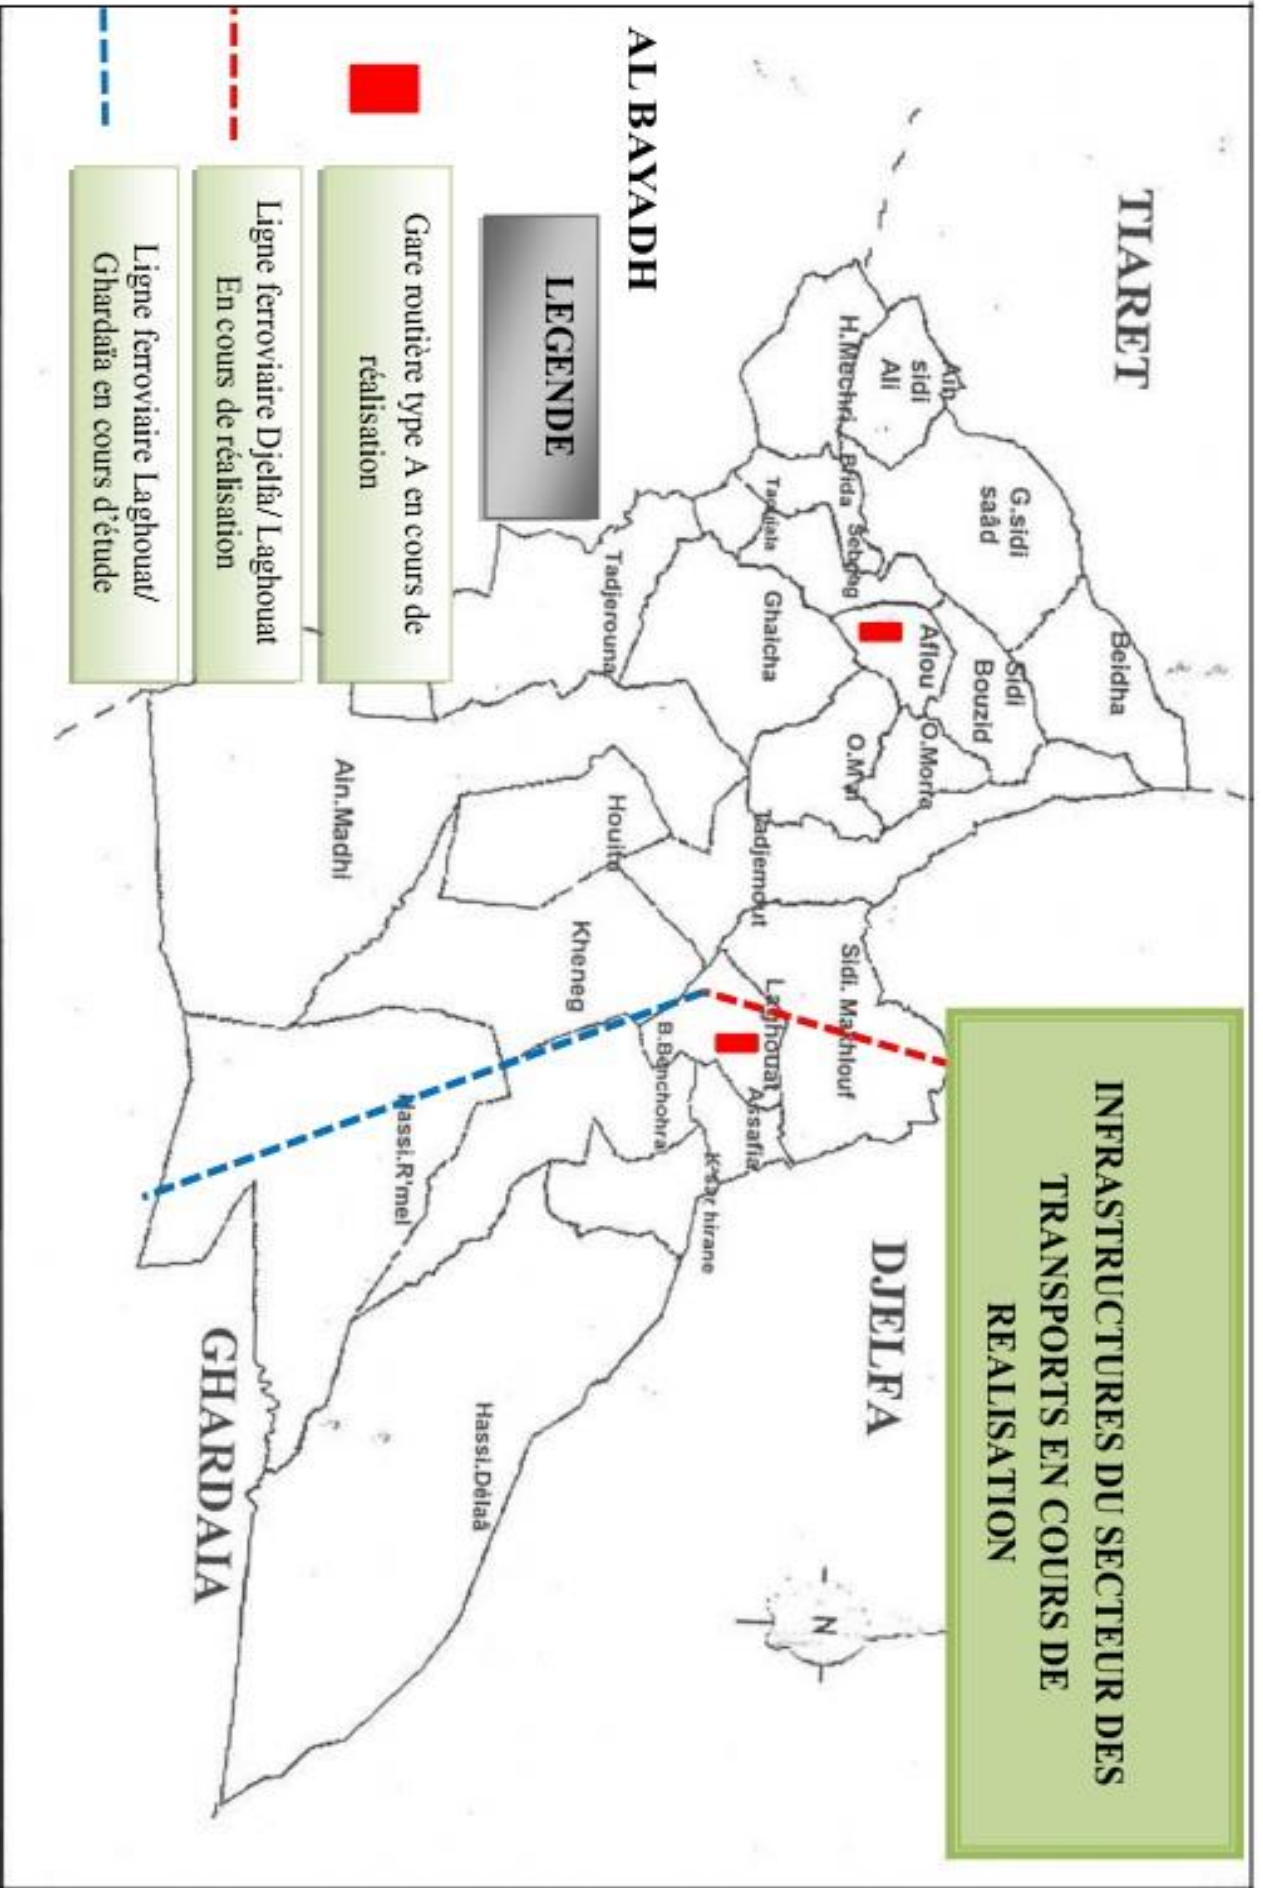 INFRASTRUCTURES DU SECTEUR DES
TRANSPORTS EN COURS DE
REALISATION
TIARET
DJELFA
AL BAYADH
GHARDAIA
N
Beidha
G.sidi
saâd
Ain
sidi
Ali
Sidi
Bouzid
Aflou
O.Morra
H.Mechri
Brida
Sebgag
Taouiala
Ghaicha
O.M'.
Tadjemout
Sidi. Makhlouf
Laghouat
Assafia
K'sar hirane
B.Benchohra
Tadjerouna
Houita
Kheneg
Ain.Madhi
Hassi.R'mel
Hassi.Délaâ
LEGENDE
Gare routière type A en cours de
réalisation
Ligne ferroviaire Djelfa/ Laghouat
En cours de réalisation
Ligne ferroviaire Laghouat/
Ghardaïa en cours d'étude